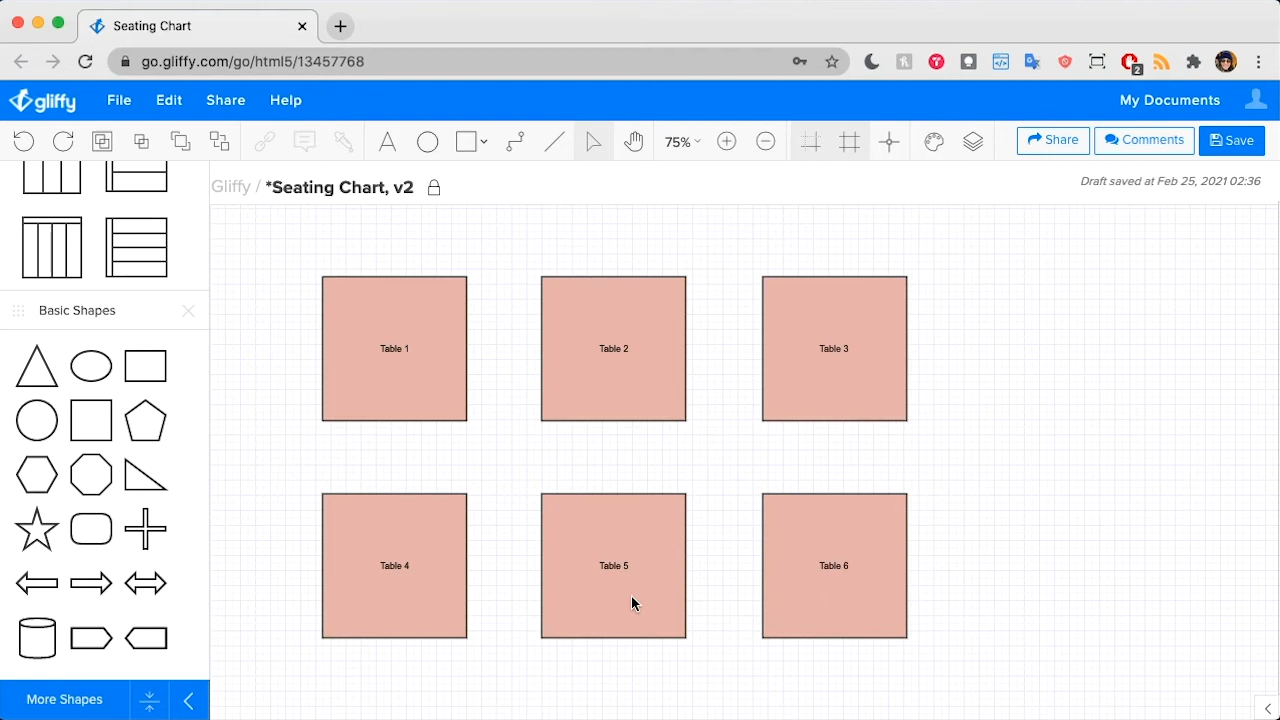 Seating Chart
go.gliffy.com/go/html5/13457768
2
gliffy
File
Edit
Share
Help
My Documents
75%
Share
Comments
Save
Gliffy / *Seating Chart, v2
Draft saved at Feb 25, 2021 02:36
Basic Shapes
Table 1
Table 2
Table 3
Table 4
Table 5
Table 6
More Shapes